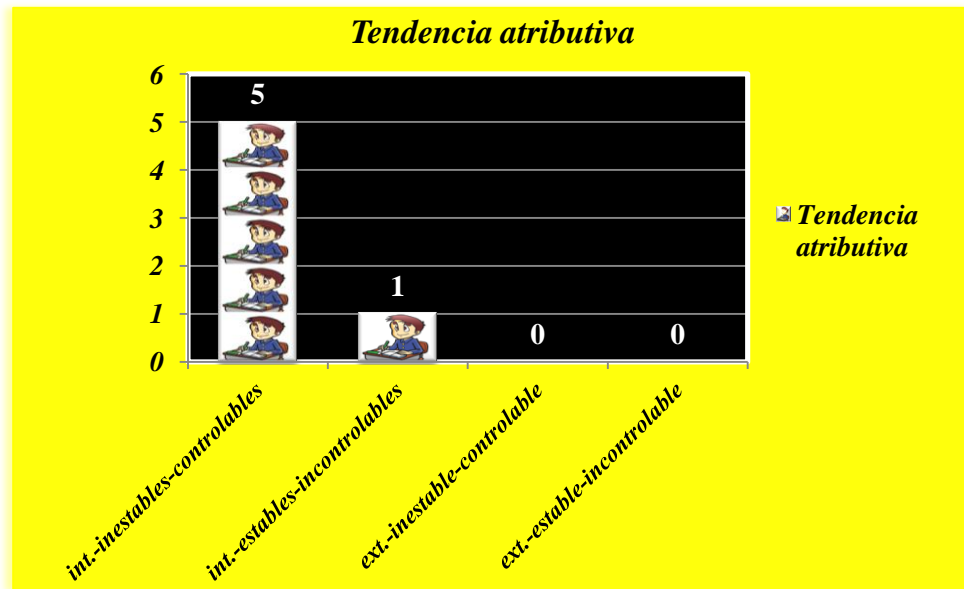 Tendencia atributiva
6
5
4
3
2
1
0
5
1
0
0
int.-inestables-controlables
int.-estables-incontrolables
ext.-inestable-controlable
ext.-estable-incontrolable
Tendencia
atributiva